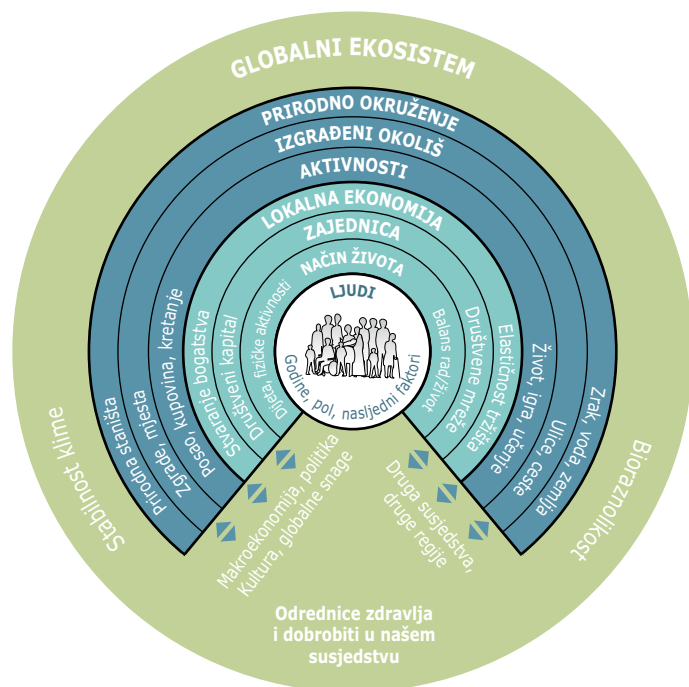 GLOBALNI EKOSISTEM
PRIRODNO OKRUŽENJE
IZGRAĐENI OKOLIŠ
AKTIVNOSTI
LOKALNA EKONOMIJA
ZAJEDNICA
NAČIN ŽIVOTA
LJUDI
Godine, pol, nasljedni faktori
Dijeta, fizičke aktivnosti
Balans rad/život
Društveni kapital
Društvene mreže
Stvaranje bogatstva
Elastičnost tržišta
Posao, kupovina, kretanje
Život, igra, učenje
Zgrade, mjesta
Ulice, ceste
Prirodna staništa
Zrak, voda, zemlja
Stabilnost klime
Bioraznolikost
Makroekonomija, politika
Kultura, globalne snage
Druga susjedstva,
druge regije
Odrednice zdravlja
i dobrobiti u našem
susjedstvu